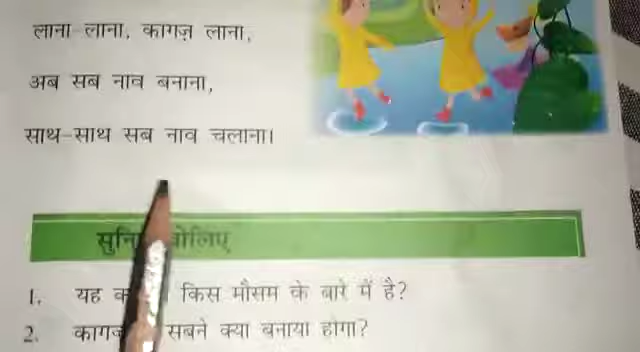 लाना-लाना, कागज़ लाना,
अब सब नाव बनाना,
साथ-साथ सब नाव चलाना।
बोलिए
1. यह किस मौसम के बारे में है?
2. सबने क्या बनाया होगा?